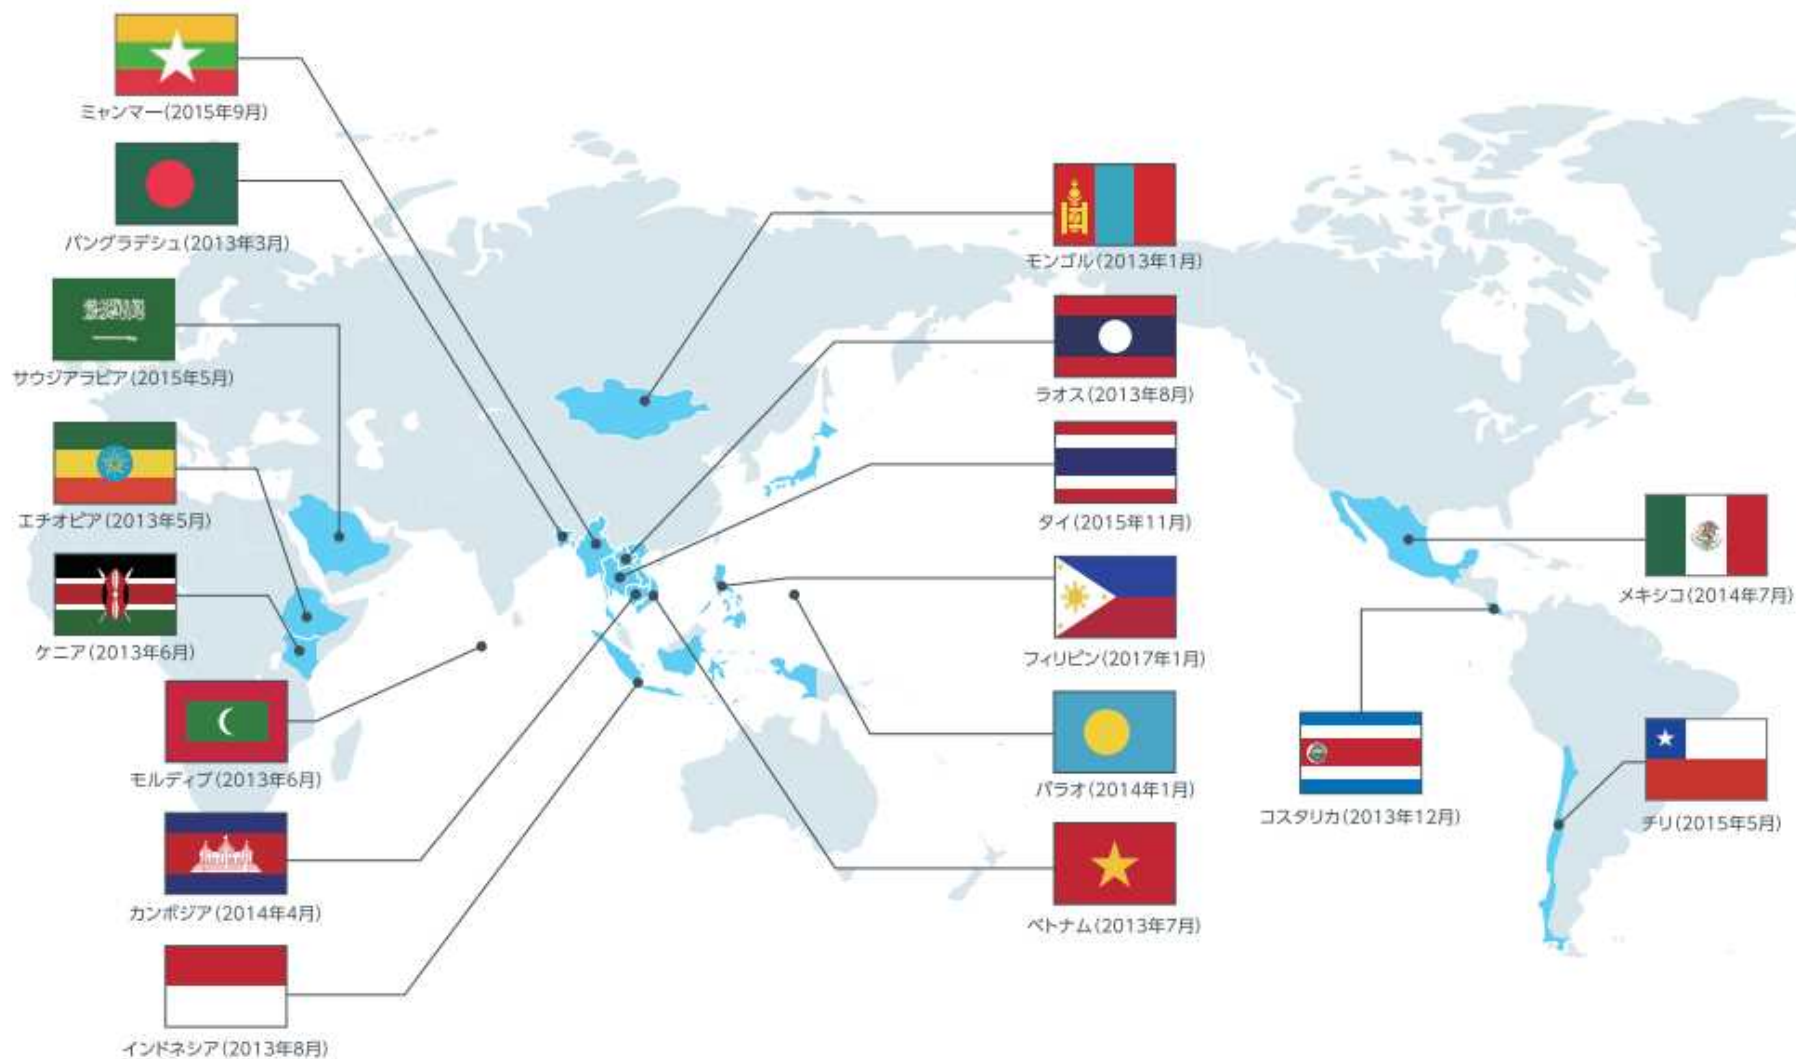 ミャンマー(2015年9月)
バングラデシュ(2013年3月)
サウジアラビア(2015年5月)
エチオピア(2013年5月)
ケニア(2013年6月)
モルディブ(2013年6月)
カンボジア(2014年4月)
インドネシア(2013年8月)
モンゴル(2013年1月)
ラオス(2013年8月)
タイ(2015年11月)
フィリピン(2017年1月)
パラオ(2014年1月)
ベトナム(2013年7月)
メキシコ(2014年7月)
コスタリカ(2013年12月)
チリ(2015年5月)